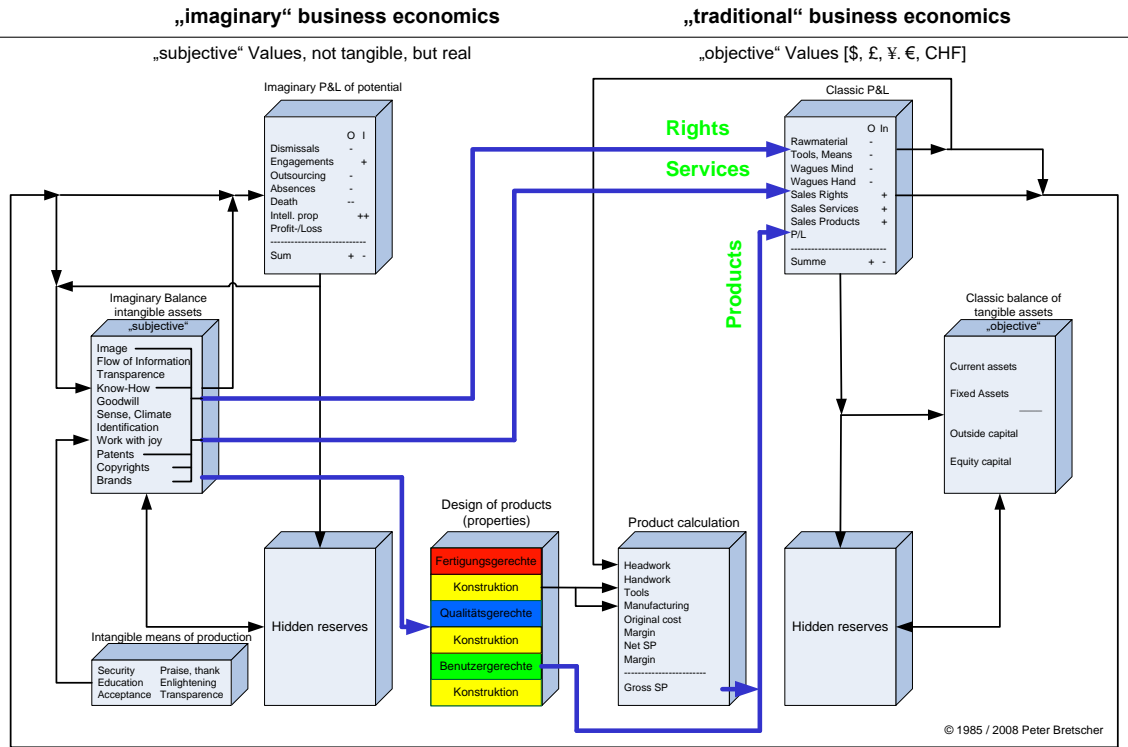 „imaginary“ business economics
„traditional“ business economics
„subjective“ Values, not tangible, but real
„objective“ Values [$, £, ¥. €, CHF]
Imaginary P&L of potential
O I
Dismissals -
Engagements +
Outsourcing -
Absences -
Death --
Intell. prop ++
Profit-/Loss
-----------------------------
Sum + -
Rights
Services
Products
Classic P&L
O In
Rawmaterial -
Tools, Means -
Wagues Mind -
Wagues Hand -
Sales Rights +
Sales Services +
Sales Products +
P/L
-----------------------------
Summe + -
Imaginary Balance
intangible assets
„subjective“
Image
Flow of Information
Transparence
Know-How
Goodwill
Sense, Climate
Identification
Work with joy
Patents
Copyrights
Brands
Classic balance of
tangible assets
„objective“
Current assets
Fixed Assets
Outside capital
Equity capital
Hidden reserves
Design of products
(properties)
Fertigungsgerechte
Konstruktion
Qualitätsgerechte
Konstruktion
Benutzergerechte
Konstruktion
Product calculation
Headwork
Handwork
Tools
Manufacturing
Original cost
Margin
Net SP
Margin
-------------------------
Gross SP
Hidden reserves
Intangible means of production
Security Praise, thank
Education Enlightening
Acceptance Transparence
© 1985 / 2008 Peter Bretscher